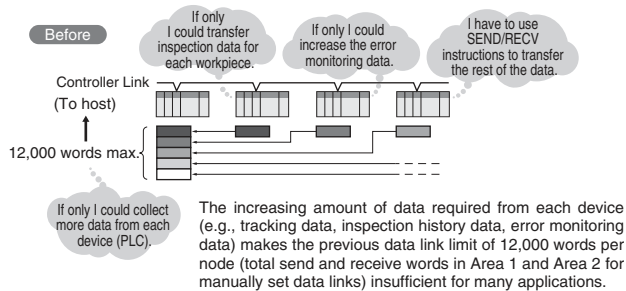 Before
If only
I could transfer
inspection data for
each workpiece.
If only I could
increase the error
monitoring data.
I have to use
SEND/RECV
instructions to transfer
the rest of the data.
Controller Link
(To host)
12,000 words max.
If only I could collect
more data from each
device (PLC).
The increasing amount of data required from each device
(e.g., tracking data, inspection history data, error monitoring
data) makes the previous data link limit of 12,000 words per
node (total send and receive words in Area 1 and Area 2 for
manually set data links) insufficient for many applications.